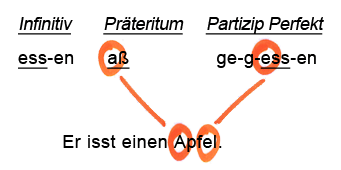 Infinitiv Präteritum Partizip Perfekt
ess-en aß ge-g-ess-en
Er isst einen Apfel.